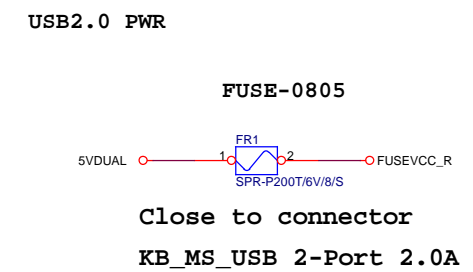 USB2.0 PWR
FUSE-0805
FR1
5VDUAL 1 2 FUSEVCC_R
SPR-P200T/6V/8/S
Close to connector
KB_MS_USB 2-Port 2.0A